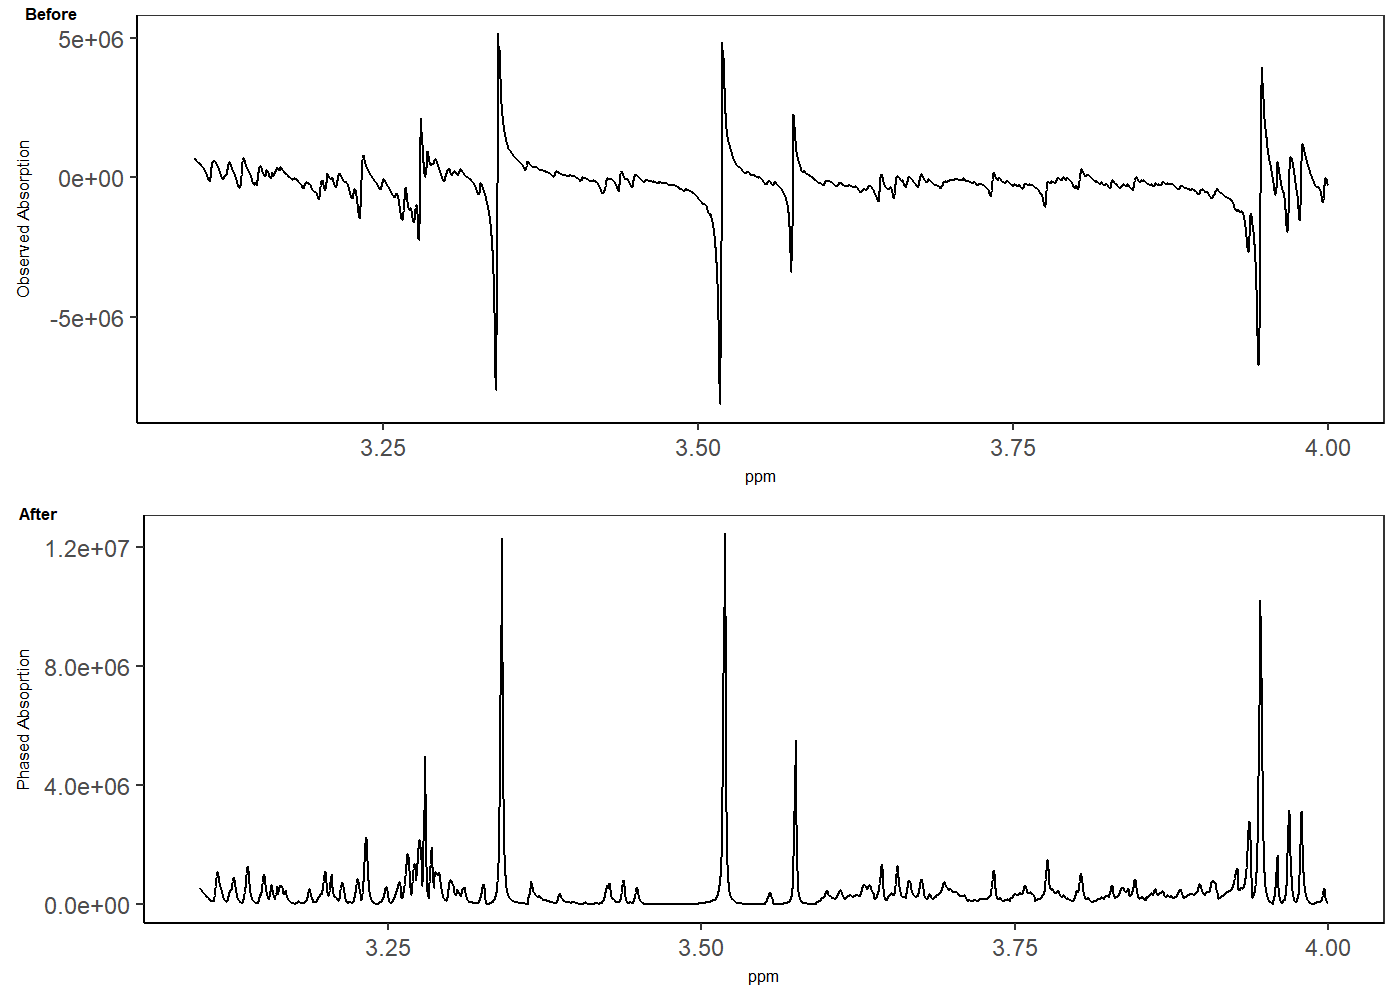 Before
5e+06
0e+00
-5e+06
Observed Absorption
3.25 3.50 3.75 4.00
ppm
After
1.2e+07
8.0e+06
4.0e+06
0.0e+00
Phased Absoprtion
3.25 3.50 3.75 4.00
ppm